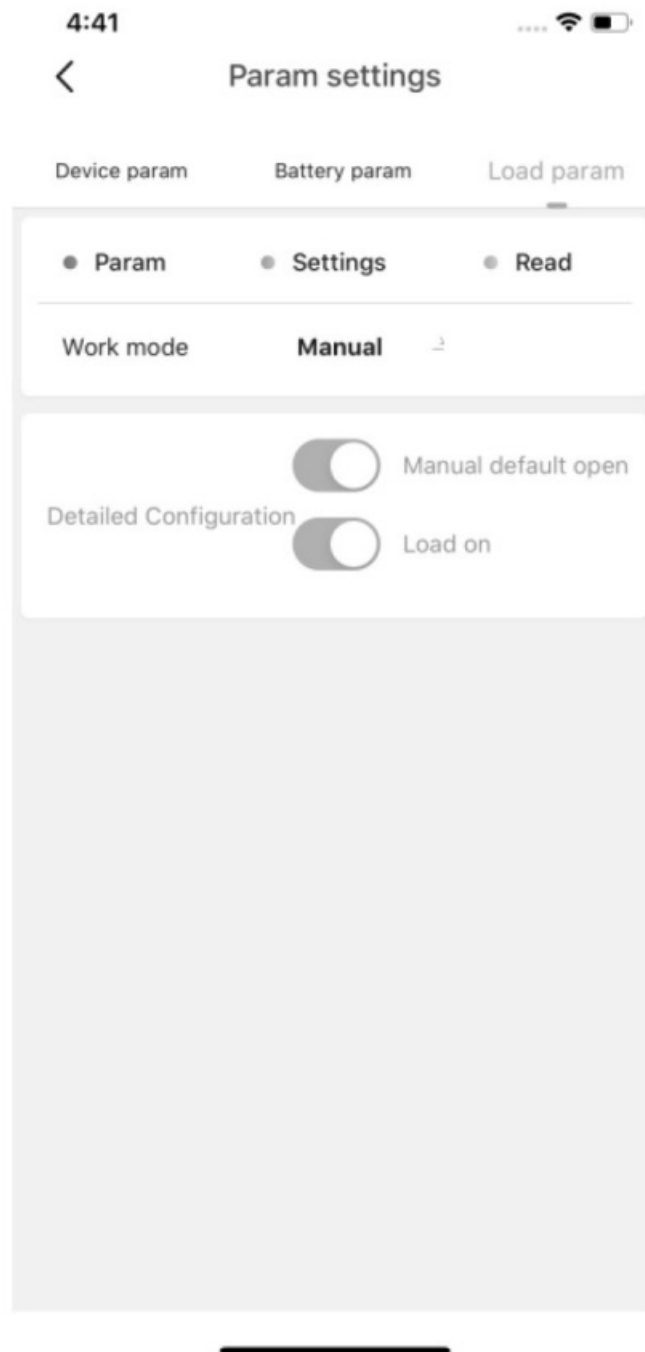 4:41
Param settings
Device param Battery param Load param
Param Settings Read
Work mode Manual
Manual default open
Detailed Configuration
Load on